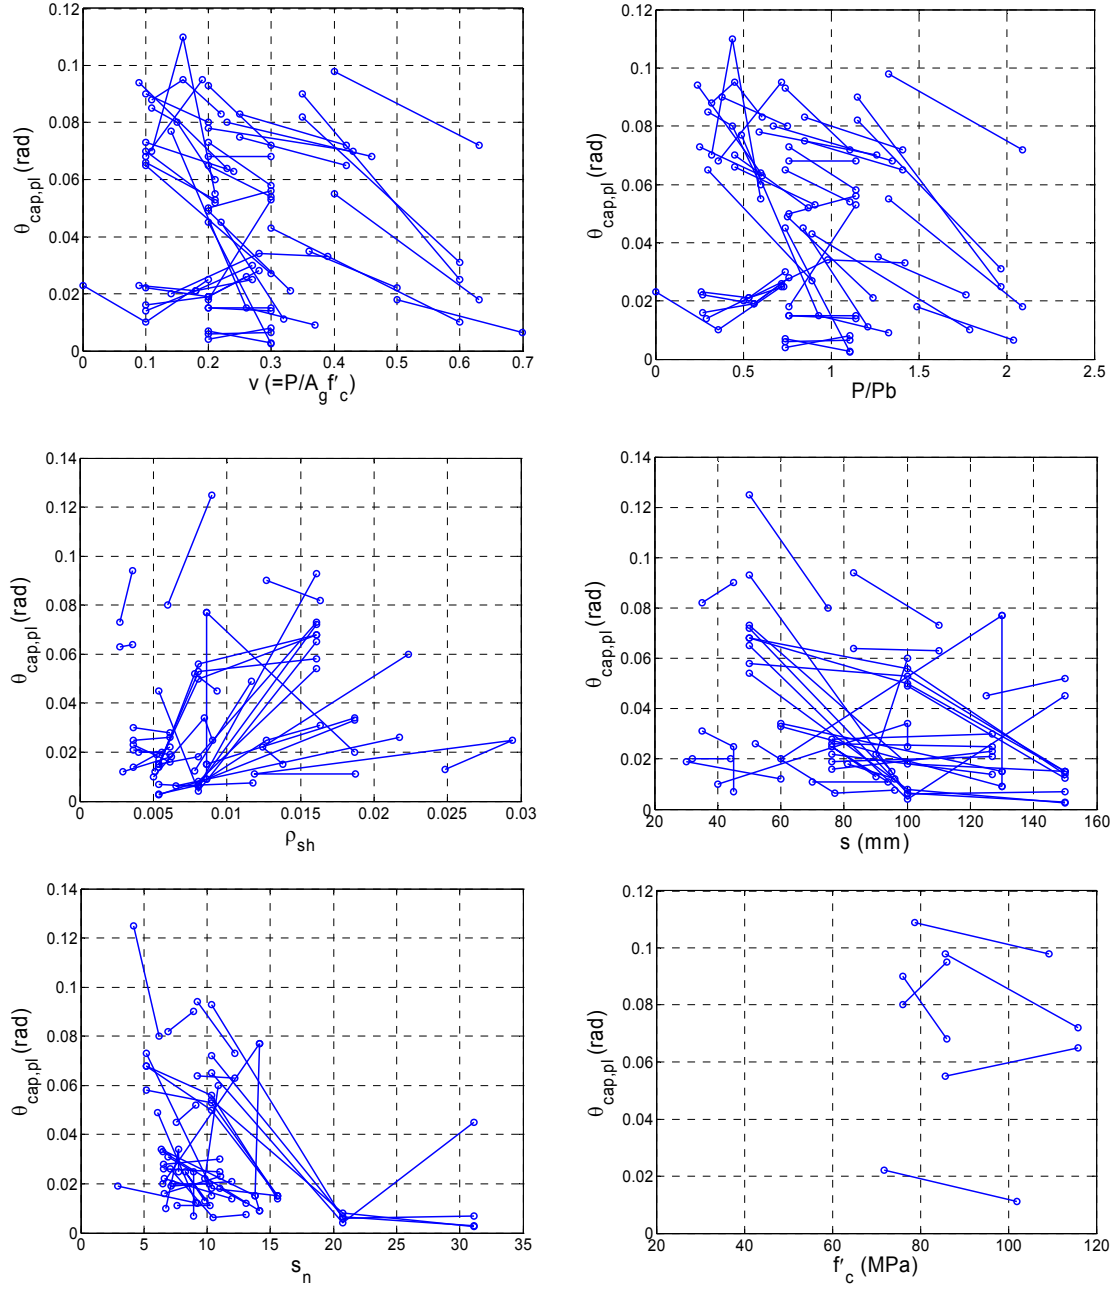 0.12
0.1
0.08
0.06
0.04
0.02
0
θcap,pl (rad)
0 0.1 0.2 0.3 0.4 0.5 0.6 0.7
v (=P/Agf'c)
0.12
0.1
0.08
0.06
0.04
0.02
0
θcap,pl (rad)
0 0.5 1 1.5 2 2.5
P/Pb
0.14
0.12
0.1
0.08
0.06
0.04
0.02
0
θcap,pl (rad)
0 0.005 0.01 0.015 0.02 0.025 0.03
ρsh
0.14
0.12
0.1
0.08
0.06
0.04
0.02
0
θcap,pl (rad)
20 40 60 80 100 120 140 160
s (mm)
0.14
0.12
0.1
0.08
0.06
0.04
0.02
0
θcap,pl (rad)
0 5 10 15 20 25 30 35
sn
0.12
0.1
0.08
0.06
0.04
0.02
0
θcap,pl (rad)
20 40 60 80 100 120
f'c (MPa)